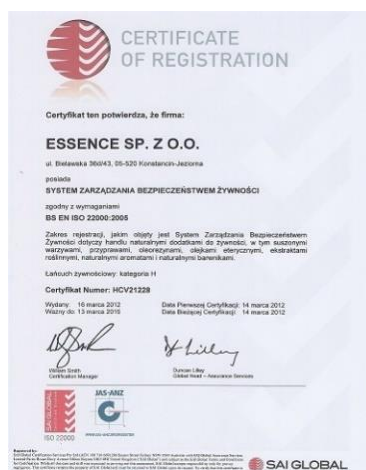 CERTIFICATE
OF REGISTRATION
Certyfikat ten potwierdza, że firma:
ESSENCE SP. Z O.O.
ul. Bielawska 36d/43, 05-520 Konstancin-Jeziorna
posiada
SYSTEM ZARZĄDZANIA BEZPIECZEŃSTWEM ŻYWNOŚCI
zgodny z wymaganiami
BS EN ISO 22000:2005
Zakres rejestracji, jakim objęty jest System Zarządzania Bezpieczeństwem
Żywności dotyczy handlu naturalnymi dodatkami do żywności, w tym suszonymi
warzywami, przyprawami, oleorezynami, olejkami eterycznymi, ekstraktami
roślinnymi, naturalnymi aromatami i naturalnymi barwnikami.
Łańcuch żywnościowy: kategoria H
Certyfikat Numer: HCV21228
Wydany: 16 marca 2012 Data Pierwszej Certyfikacji: 14 marca 2012
Ważny do: 13 marca 2015 Data Bieżącej Certyfikacji: 14 marca 2012
William Smith Duncan Lilley
Certification Manager Global Head – Assurance Services
SAI GLOBAL
ISO 22000
JAS-ANZ
SAI GLOBAL